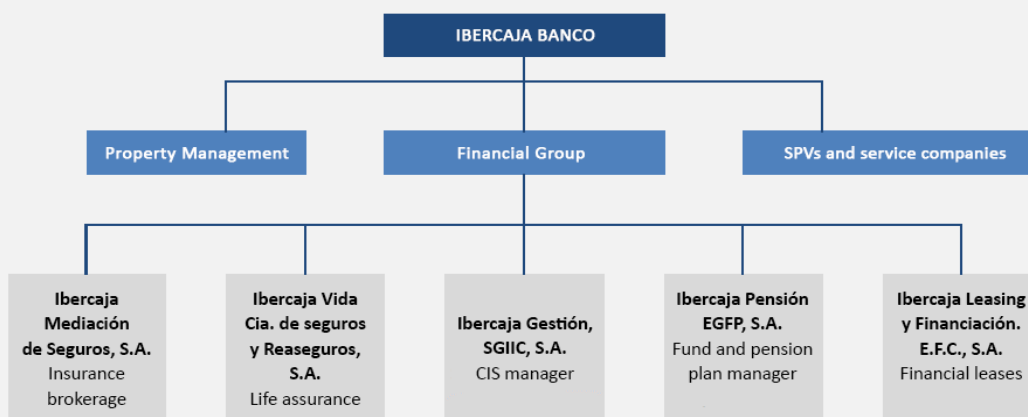 IBERCAJA BANCO
Property Management
Financial Group
SPVs and service companies
Ibercaja
Mediación
de Seguros, S.A.
Insurance
brokerage
Ibercaja Vida
Cia. de seguros
y Reaseguros,
S.A.
Life assurance
Ibercaja Gestión,
SGIIC, S.A.
CIS manager
Ibercaja Pensión
EGFP, S.A.
Fund and pension
plan manager
Ibercaja Leasing
y Financiación.
E.F.C., S.A.
Financial leases